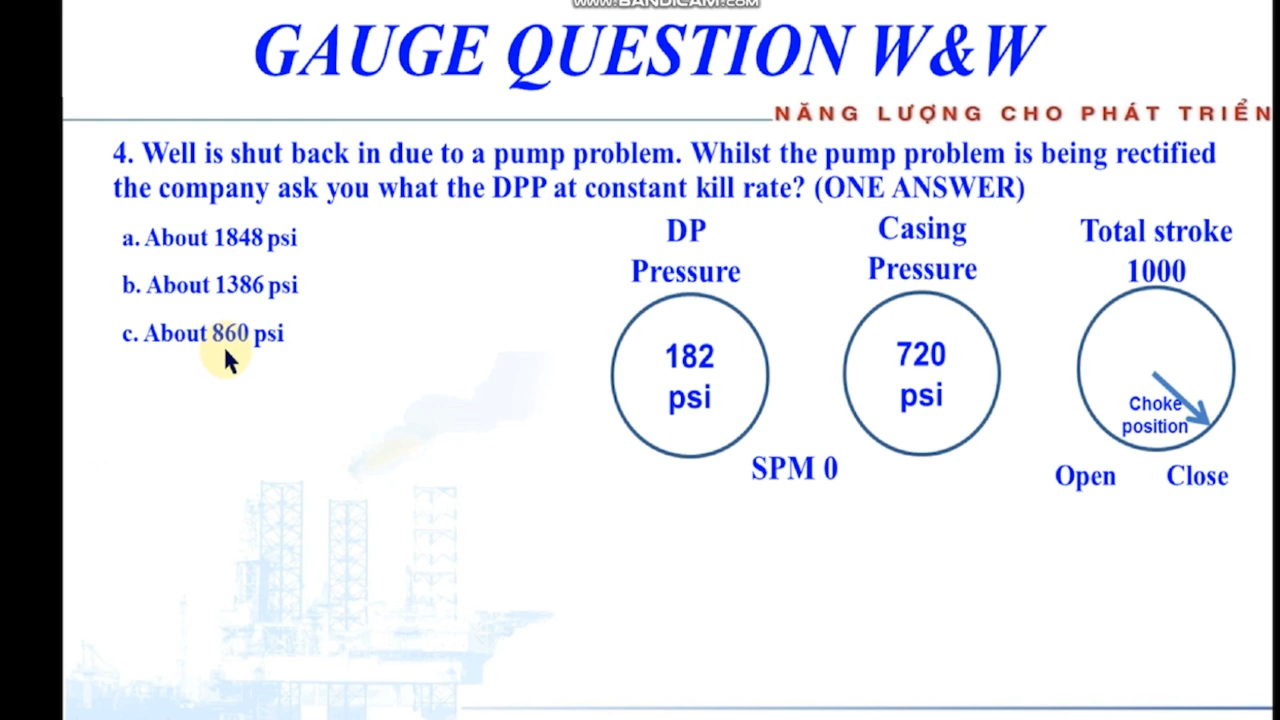 www.BANDICAM.com
GAUGE QUESTION W&W
NĂNG LƯỢNG CHO PHÁT TRIỂN
4. Well is shut back in due to a pump problem. Whilst the pump problem is being rectified
the company ask you what the DPP at constant kill rate? (ONE ANSWER)
a. About 1848 psi
b. About 1386 psi
c. About 860 psi
DP
Pressure
182
psi
Casing
Pressure
720
psi
SPM 0
Total stroke
1000
Choke
position
Open Close